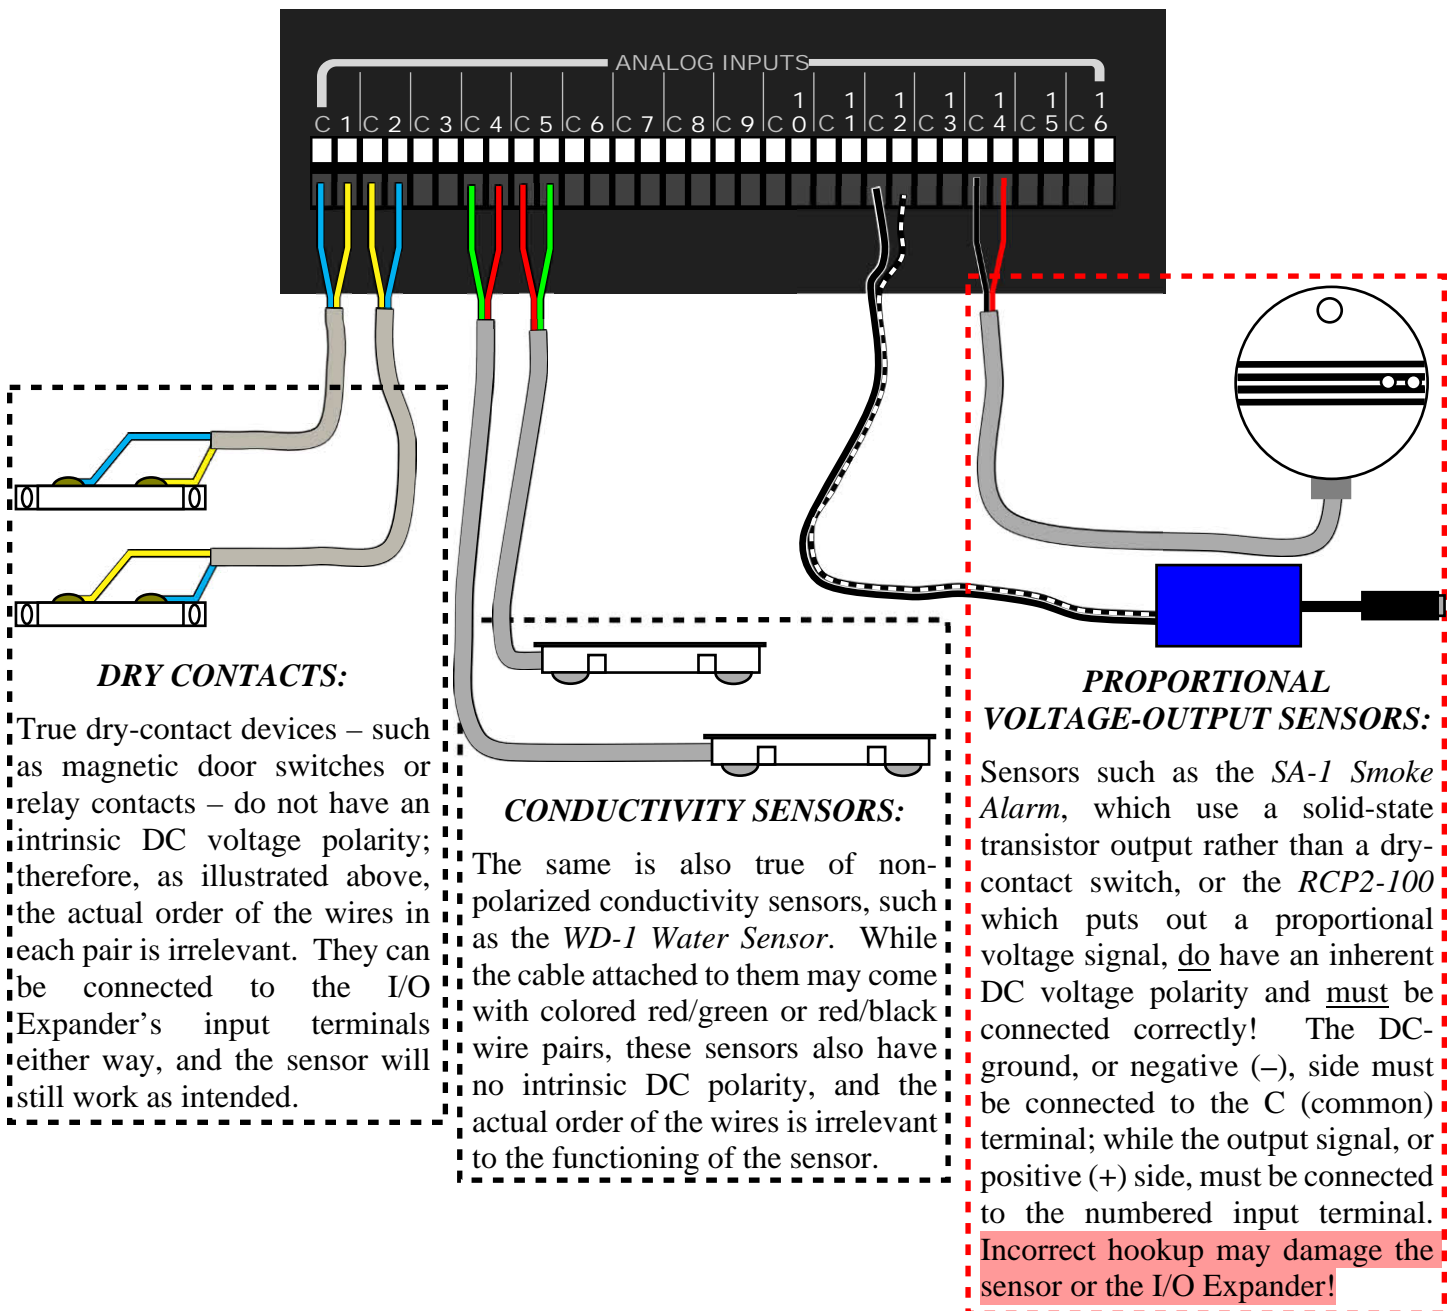 ANALOG INPUTS
C 1 C 2 C 3 C 4 C 5 C 6 C 7 C 8 C 9 C 10 C 11 C 12 C 13 C 14 C 15 C 16
DRY CONTACTS:
True dry-contact devices – such
as magnetic door switches or
relay contacts – do not have an
intrinsic DC voltage polarity;
therefore, as illustrated above,
the actual order of the wires in
each pair is irrelevant. They can
be connected to the I/O
Expander’s input terminals
either way, and the sensor will
still work as intended.
CONDUCTIVITY SENSORS:
The same is also true of non-
polarized conductivity sensors, such
as the WD-1 Water Sensor. While
the cable attached to them may come
with colored red/green or red/black
wire pairs, these sensors also have
no intrinsic DC polarity, and the
actual order of the wires is irrelevant
to the functioning of the sensor.
PROPORTIONAL
VOLTAGE-OUTPUT SENSORS:
Sensors such as the SA-1 Smoke
Alarm, which use a solid-state
transistor output rather than a dry-
contact switch, or the RCP2-100
which puts out a proportional
voltage signal, do have an inherent
DC voltage polarity and must be
connected correctly! The DC-
ground, or negative (–), side must
be connected to the C (common)
terminal; while the output signal, or
positive (+) side, must be connected
to the numbered input terminal.
Incorrect hookup may damage the
sensor or the I/O Expander!